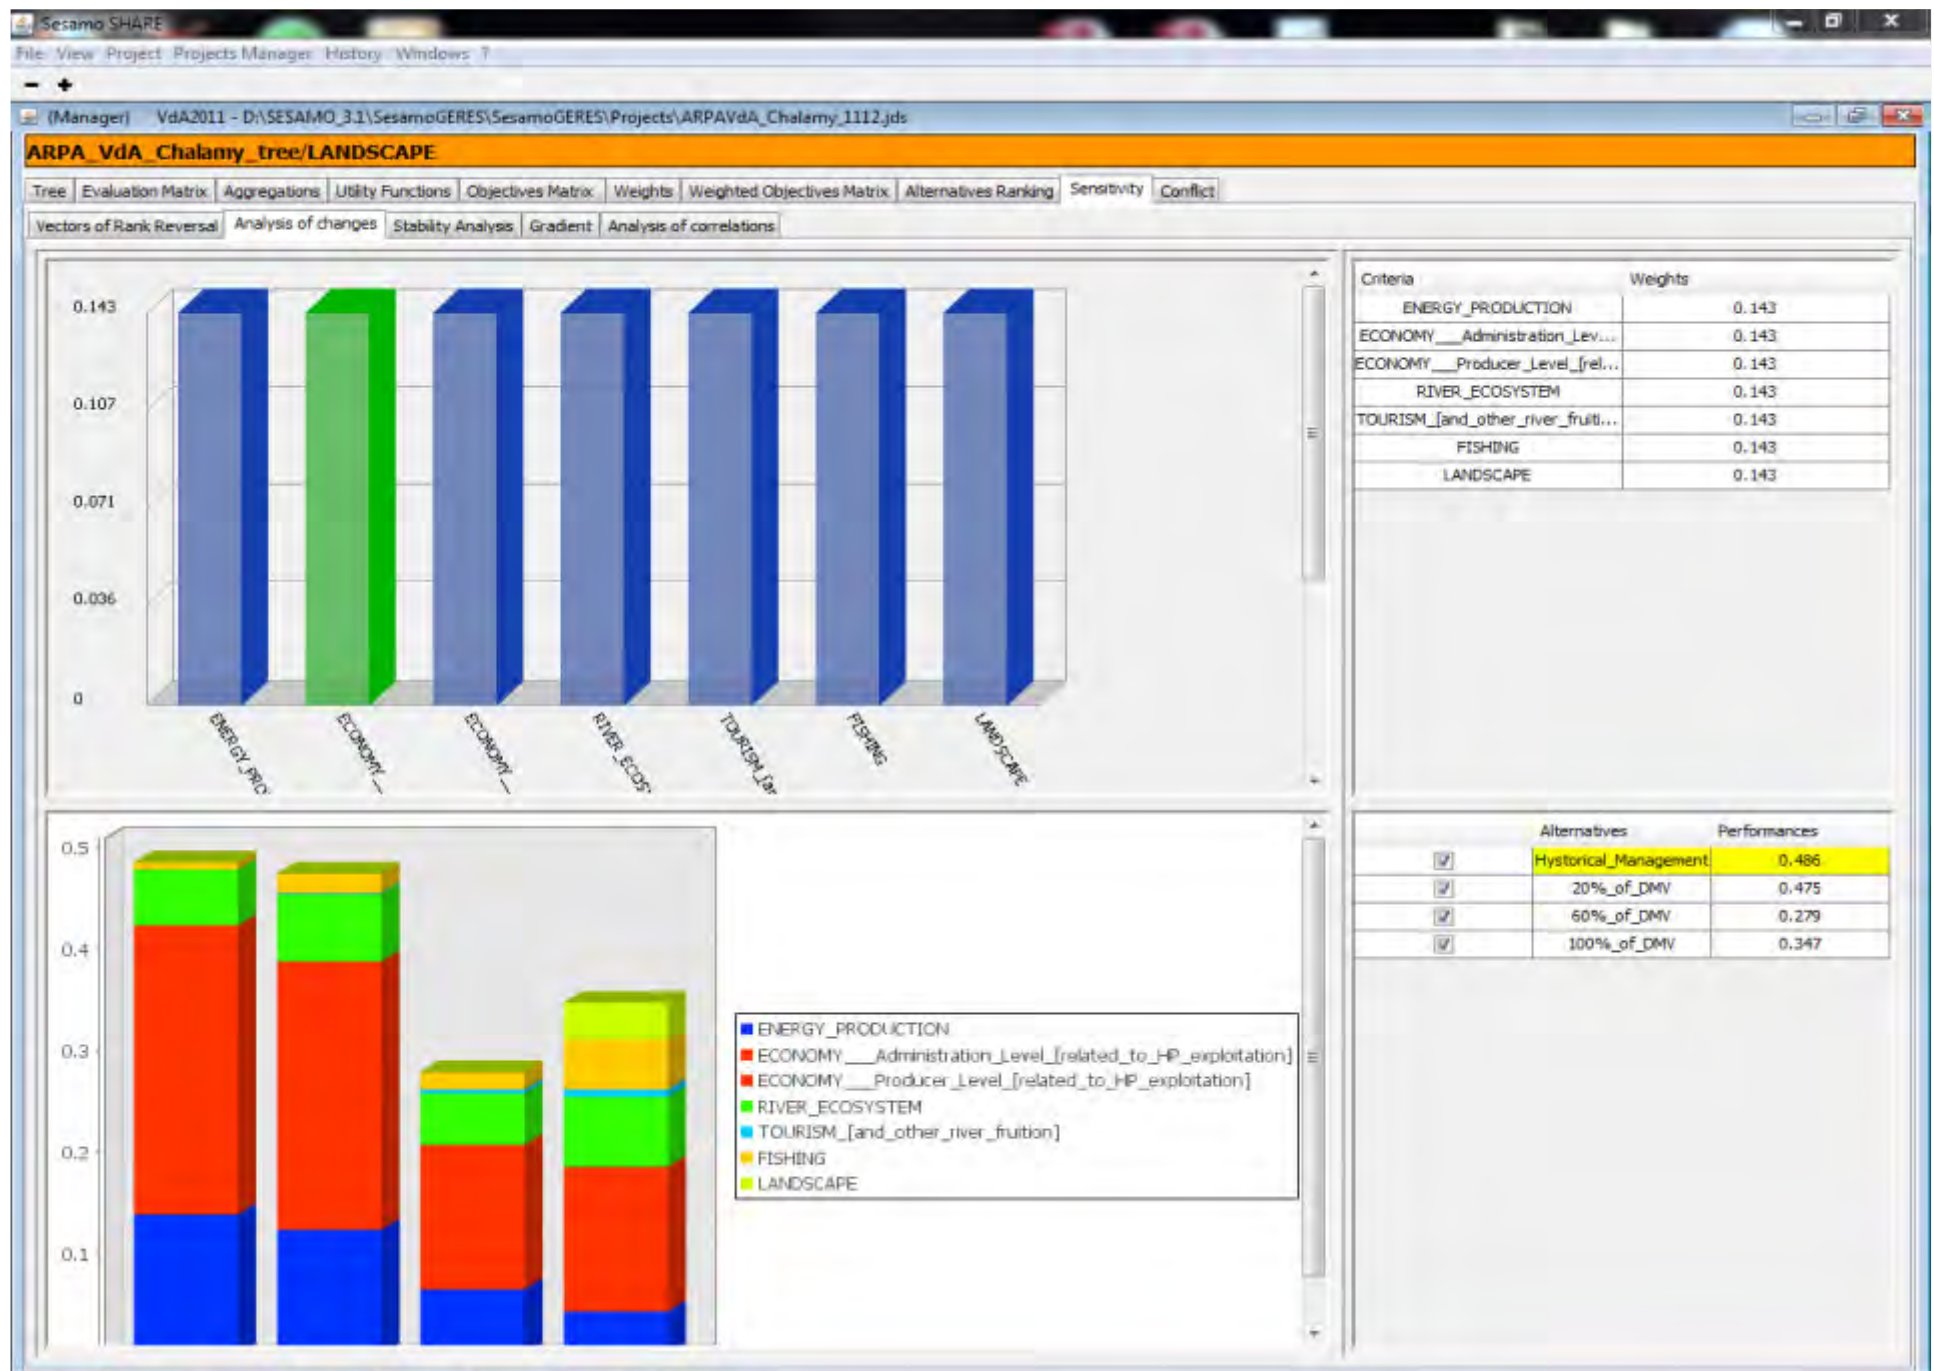 Sesamo SHARE
File View Project Projects Manager History Windows ?
- +
(Manager) VdA2011 - D:\SESAMO_3.1\SesamoGERES\SesamoGERES\Projects\ARPAVdA_Chalamy_1112.jds
ARPA_VdA_Chalamy_tree/LANDSCAPE
Tree Evaluation Matrix Aggregations Utility Functions Objectives Matrix Weights Weighted Objectives Matrix Alternatives Ranking Sensitivity Conflict
Vectors of Rank Reversal Analysis of changes Stability Analysis Gradient Analysis of correlations
0.143
0.107
0.071
0.036
0
ENERGY_PRO
ECONOMY__
ECONOMY__
RIVER_ECOS
TOURISM_[ar
FISHING
LANDSCAPE
Criteria Weights
ENERGY_PRODUCTION 0.143
ECONOMY___Administration_Lev... 0.143
ECONOMY___Producer_Level_[rel... 0.143
RIVER_ECOSYSTEM 0.143
TOURISM_[and_other_river_fruiti... 0.143
FISHING 0.143
LANDSCAPE 0.143
0.5
0.4
0.3
0.2
0.1
ENERGY_PRODUCTION
ECONOMY___Administration_Level_[related_to_HP_exploitation]
ECONOMY___Producer_Level_[related_to_HP_exploitation]
RIVER_ECOSYSTEM
TOURISM_[and_other_river_fruition]
FISHING
LANDSCAPE
Alternatives Performances
Hystorical_Management 0.486
20%_of_DMV 0.475
60%_of_DMV 0.279
100%_of_DMV 0.347